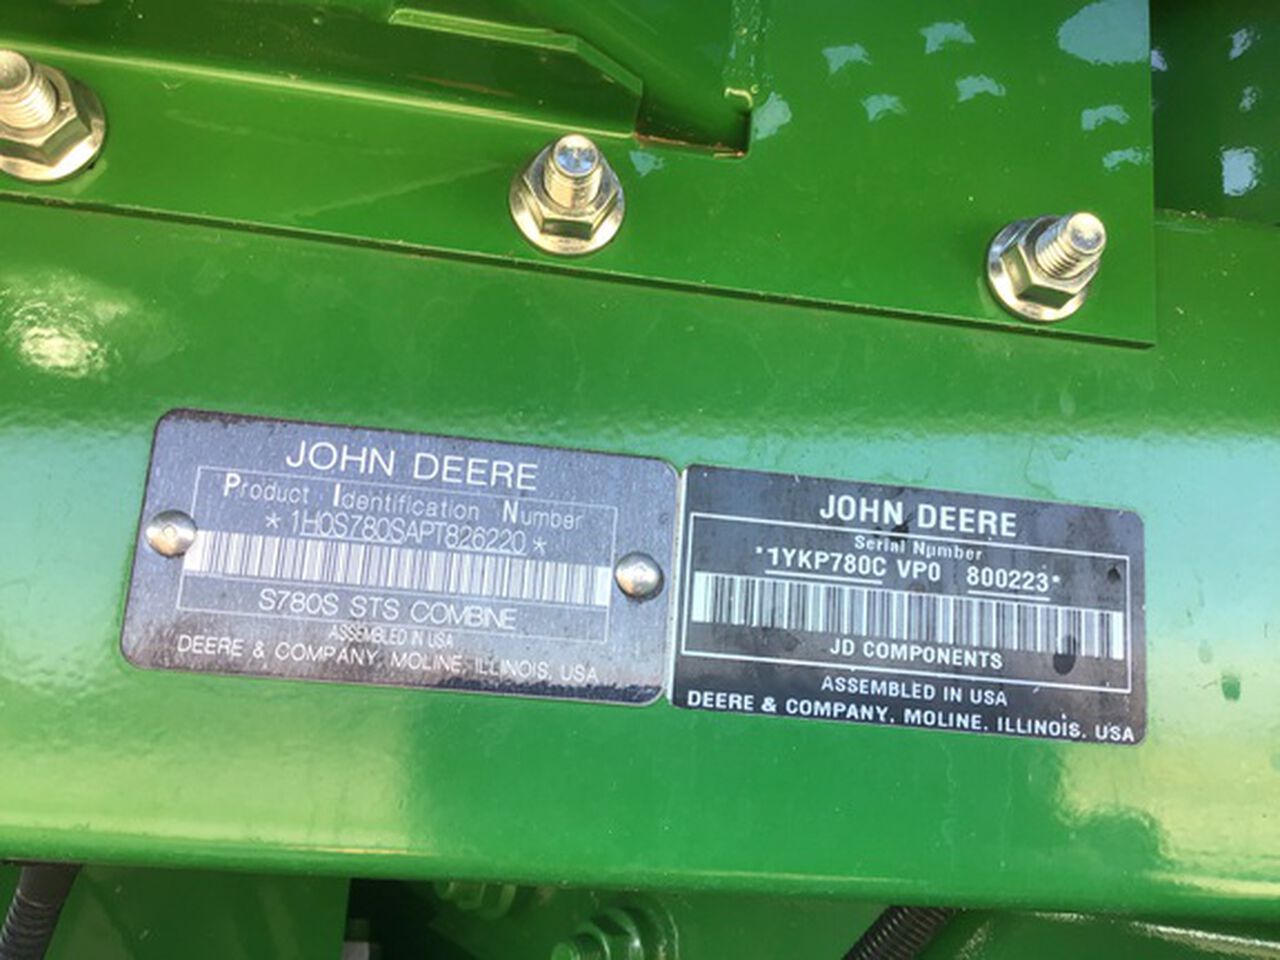 JOHN DEERE
Product Identification Number
*1H0S780SAPT826220*
S780S STS COMBINE
ASSEMBLED IN USA
DEERE & COMPANY, MOLINE, ILLINOIS, USA
JOHN DEERE
Serial Number
*1YKP780C VP0 800223*
JD COMPONENTS
ASSEMBLED IN USA
DEERE & COMPANY, MOLINE, ILLINOIS, USA